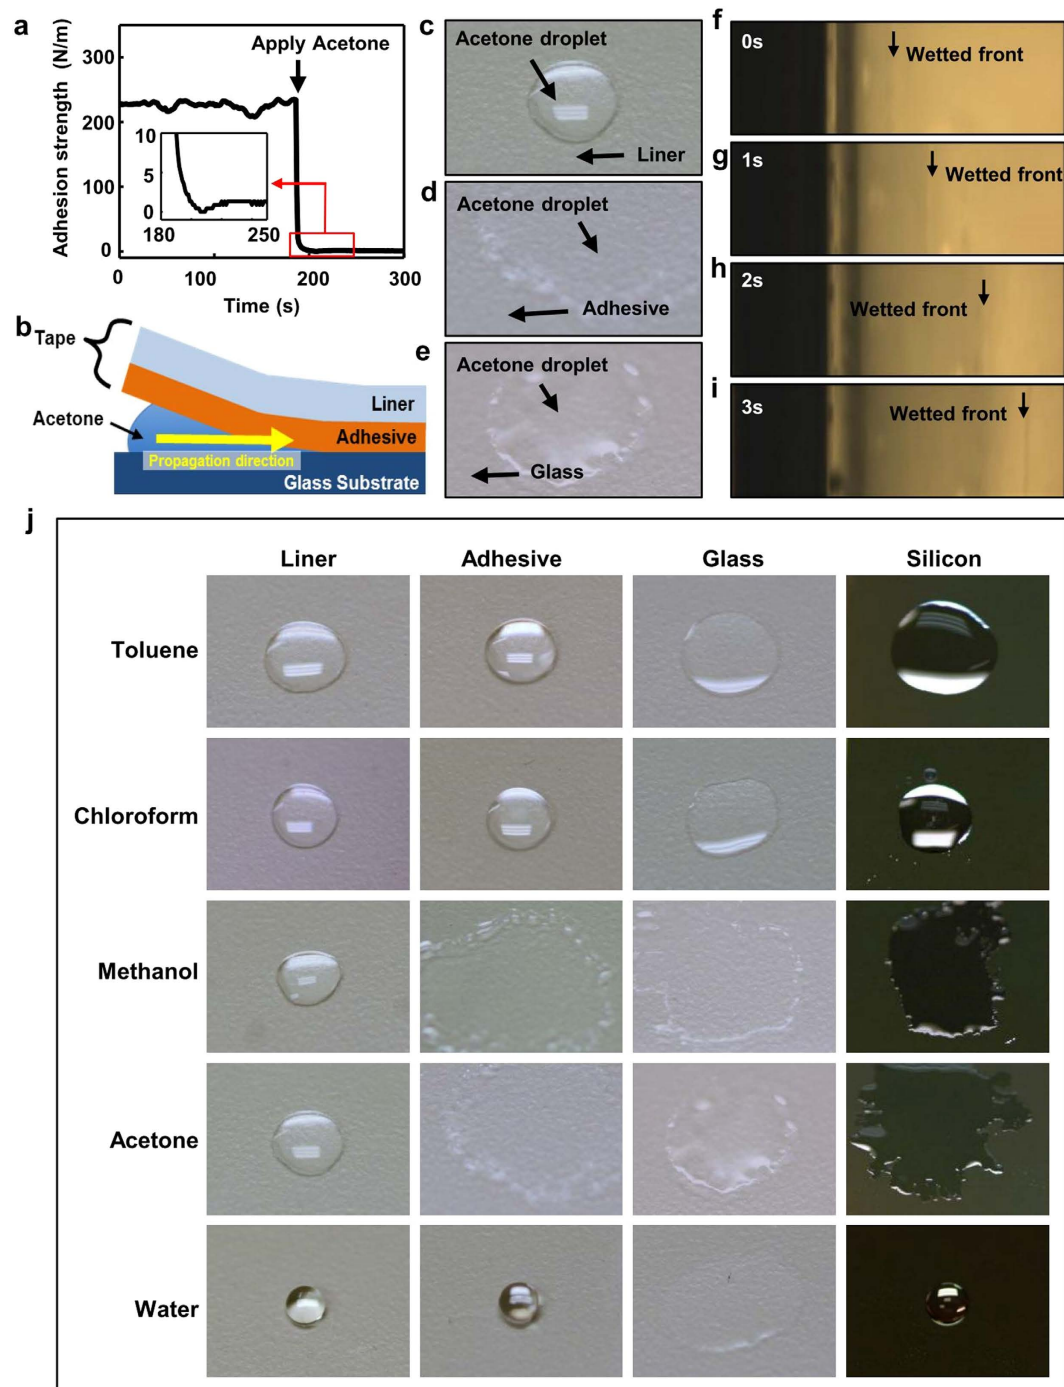 a
Adhesion strength (N/m)
300
200
100
0
Apply Acetone
10
5
0
180
250
0
100
200
300
Time (s)
b
Tape
Acetone
Liner
Adhesive
Propagation direction
Glass Substrate
c
Acetone droplet
Liner
d
Acetone droplet
Adhesive
e
Acetone droplet
Glass
f
0s
Wetted front
g
1s
Wetted front
h
2s
Wetted front
i
3s
Wetted front
j
Liner Adhesive Glass Silicon
Toluene
Chloroform
Methanol
Acetone
Water